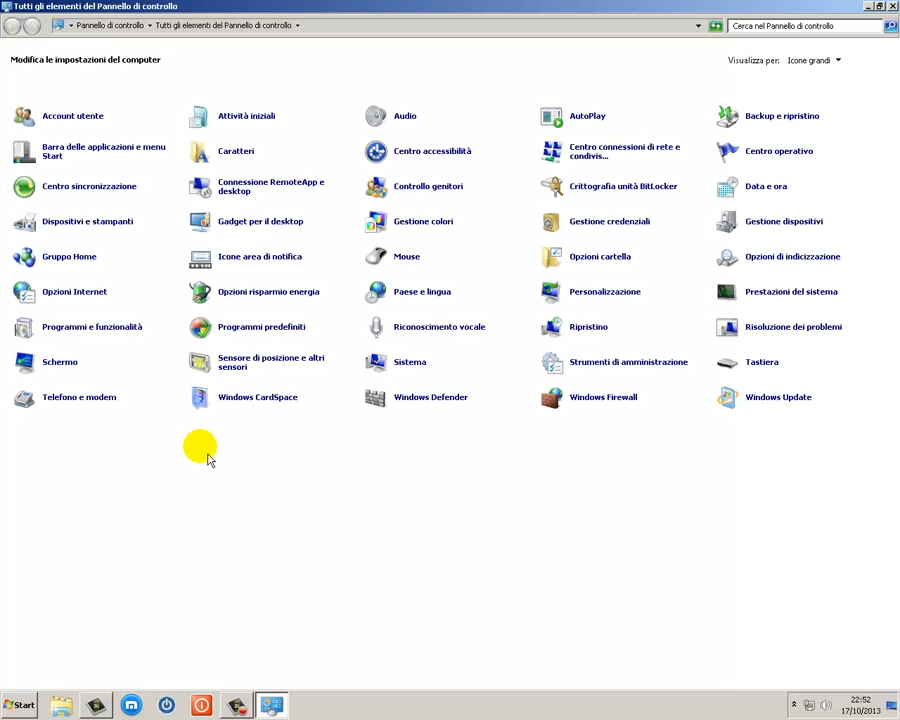 Tutti gli elementi del Pannello di controllo
Pannello di controllo Tutti gli elementi del Pannello di controllo
Cerca nel Pannello di controllo
Modifica le impostazioni del computer
Visualizza per: Icone grandi
Account utente
Attività iniziali
Audio
AutoPlay
Backup e ripristino
Barra delle applicazioni e menu
Start
Caratteri
Centro accessibilità
Centro connessioni di rete e
condivis...
Centro operativo
Centro sincronizzazione
Connessione RemoteApp e
desktop
Controllo genitori
Crittografia unità BitLocker
Data e ora
Dispositivi e stampanti
Gadget per il desktop
Gestione colori
Gestione credenziali
Gestione dispositivi
Gruppo Home
Icone area di notifica
Mouse
Opzioni cartella
Opzioni di indicizzazione
Opzioni Internet
Opzioni risparmio energia
Paese e lingua
Personalizzazione
Prestazioni del sistema
Programmi e funzionalità
Programmi predefiniti
Riconoscimento vocale
Ripristino
Risoluzione dei problemi
Schermo
Sensore di posizione e altri
sensori
Sistema
Strumenti di amministrazione
Tastiera
Telefono e modem
Windows CardSpace
Windows Defender
Windows Firewall
Windows Update
Start
22:52
17/10/2013